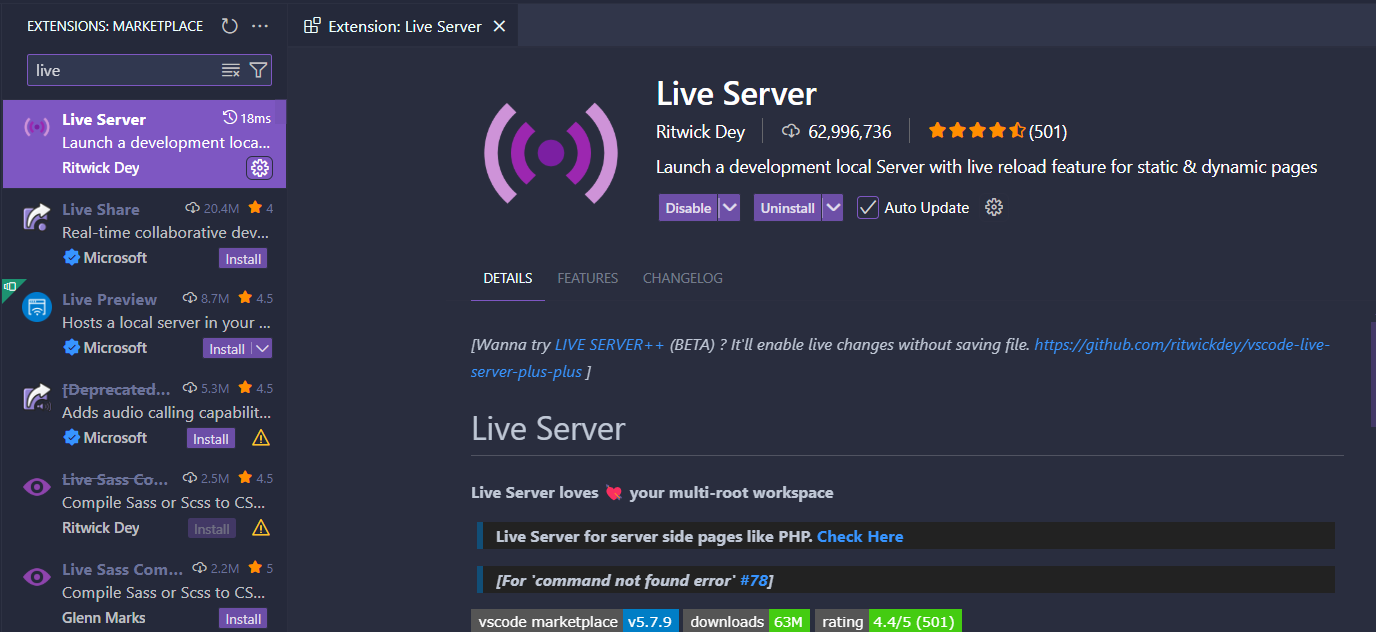 EXTENSIONS: MARKETPLACE
live
Live Server 18ms
Launch a development loca...
Ritwick Dey
Live Share 20.4M 4
Real-time collaborative dev...
Microsoft Install
Live Preview 8.7M 4.5
Hosts a local server in your ...
Microsoft Install
[Deprecated... 5.3M 4.5
Adds audio calling capabilit...
Microsoft Install
Live Sass Co... 2.5M 4.5
Compile Sass or Scss to CS...
Ritwick Dey Install
Live Sass Com... 2.2M 5
Compile Sass or Scss to CS...
Glenn Marks Install
Extension: Live Server
Live Server
Ritwick Dey 62,996,736 (501)
Launch a development local Server with live reload feature for static & dynamic pages
Disable Uninstall Auto Update
DETAILS FEATURES CHANGELOG
[Wanna try LIVE SERVER++ (BETA) ? It'll enable live changes without saving file. https://github.com/ritwickdey/vscode-live-
server-plus-plus ]
Live Server
Live Server loves 💘 your multi-root workspace
Live Server for server side pages like PHP. Check Here
[For 'command not found error' #78]
vscode marketplace v5.7.9 downloads 63M rating 4.4/5 (501)